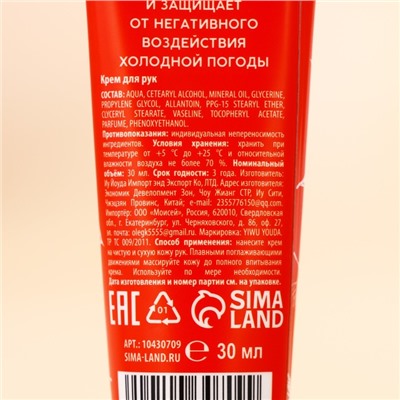 И ЗАЩИЩАЕТ
ОТ НЕГАТИВНОГО
ВОЗДЕЙСТВИЯ
ХОЛОДНОЙ ПОГОДЫ
Крем для рук
СОСТАВ: AQUA, CETEARYL ALCOHOL, MINERAL OIL, GLYCERINE,
PROPYLENE GLYCOL, ALLANTOIN, PPG-15 STEARYL ETHER,
GLYCERYL STEARATE, VASELINE, TOCOPHERYL ACETATE,
PARFUME, PHENOXYETHANOL.
Противопоказания: индивидуальная непереносимость
ингредиентов. Условия хранения: хранить при
температуре от +5 °С до +25 °С и относительной
влажности воздуха не более 70 %. Номинальный
объём: 30 мл. Срок годности: 3 года. Изготовитель:
Иу Йоуда Импорт энд Экспорт Ко, ЛТД. Адрес изготовителя:
Экономик Девелопмент Зон, Чоу Жианг СТР, Иу Сити,
Чжэцзян Провинс, Китай, email: 2355776150@qq.com
Импортёр: ООО «Моисей», Россия, 620010, Свердловская
обл., г. Екатеринбург, ул. Черняховского, д. 86, оф. 27,
olegk5555@mail.ru. Маркировка: YIWU YOUDA.
ТР ТС 009/2011. Способ применения: нанесите крем
на чистую и сухую кожу рук. Плавными поглаживающими
движениями массируйте кожу до полного впитывания
крема. Используйте по мере необходимости.
Дата изготовления и номер партии см. на упаковке.
EAC 01 SIMA LAND
АРТ.: 10430709
SIMA-LAND.RU ℮ 30 МЛ